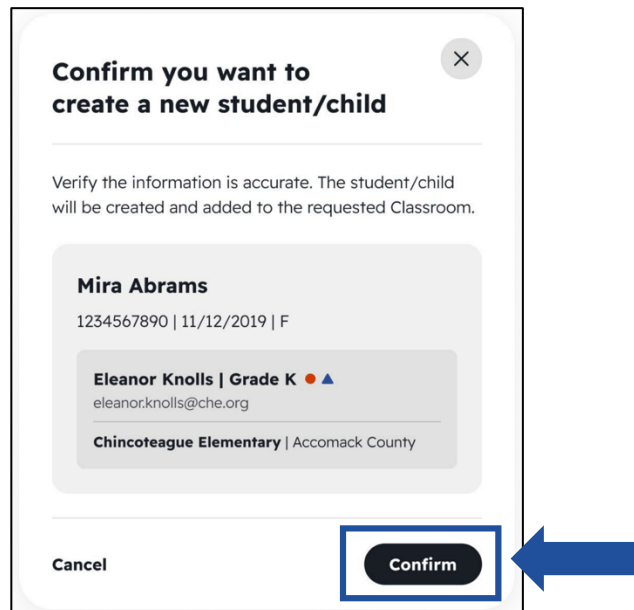 Confirm you want to
create a new student/child
Verify the information is accurate. The student/child
will be created and added to the requested Classroom.
Mira Abrams
1234567890 | 11/12/2019 | F
Eleanor Knolls | Grade K
eleanor.knolls@che.org
Chincoteague Elementary | Accomack County
Cancel
Confirm